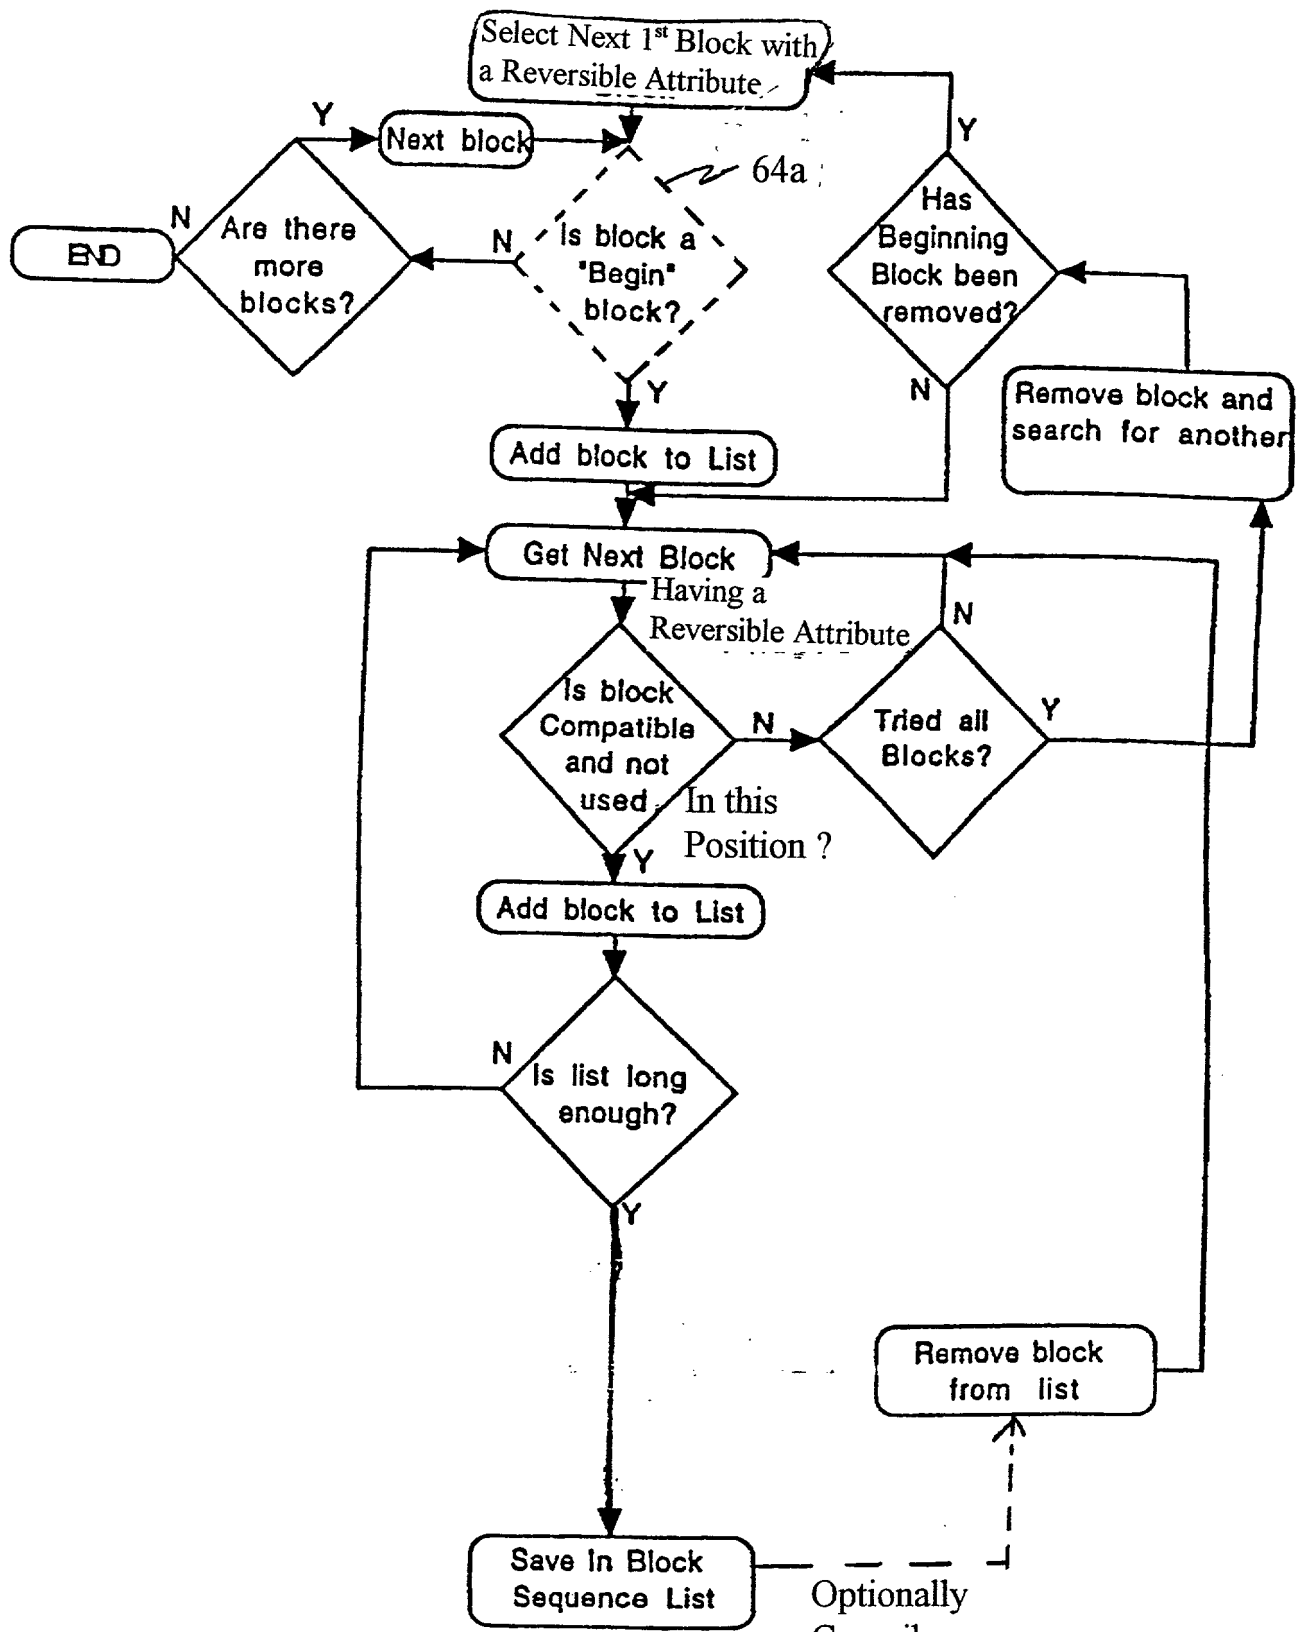 Select Next 1st Block with
a Reversible Attribute
Y
Next block
64a
Y
N
Are there
more
blocks?
END
N
Is block a
"Begin"
block?
Has
Beginning
Block been
removed?
Y
N
Remove block and
search for another
Add block to List
Get Next Block
Having a
Reversible Attribute
N
Is block
Compatible
and not
used
In this
Position ?
N
Tried all
Blocks?
Y
Y
Add block to List
N
Is list long
enough?
Y
Remove block
from list
Save In Block
Sequence List
Optionally